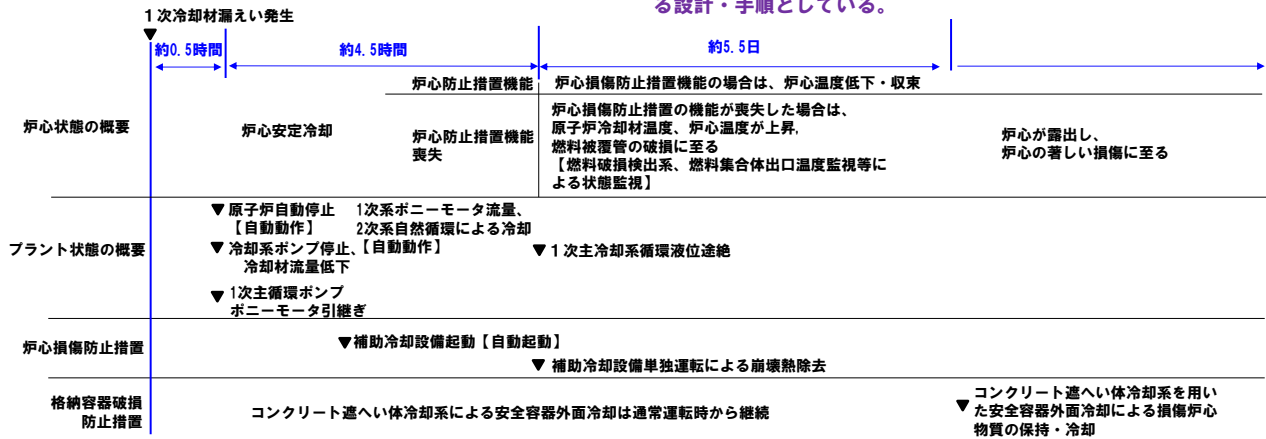 る設計・手順としている。
1次冷却材漏えい発生
▼
約0.5時間
約4.5時間
約5.5日
炉心状態の概要
炉心安定冷却
炉心防止措置機能
炉心損傷防止措置機能の場合は、炉心温度低下・収束
炉心防止措置機能
喪失
炉心損傷防止措置の機能が喪失した場合は、
原子炉冷却材温度、炉心温度が上昇,
燃料被覆管の破損に至る
【燃料破損検出系、燃料集合体出口温度監視等に
よる状態監視】
炉心が露出し、
炉心の著しい損傷に至る
プラント状態の概要
▼原子炉自動停止
【自動動作】
▼冷却系ポンプ停止、
冷却材流量低下
▼1次主循環ポンプ
ポニーモータ引継ぎ
1次系ポニーモータ流量、
2次系自然循環による冷却
【自動動作】
▼1次主冷却系循環液位途絶
炉心損傷防止措置
▼補助冷却設備起動【自動起動】
▼補助冷却設備単独運転による崩壊熱除去
格納容器破損
防止措置
コンクリート遮へい体冷却系による安全容器外面冷却は通常運転時から継続
▼コンクリート遮へい体冷却系を用い
た安全容器外面冷却による損傷炉心
物質の保持・冷却